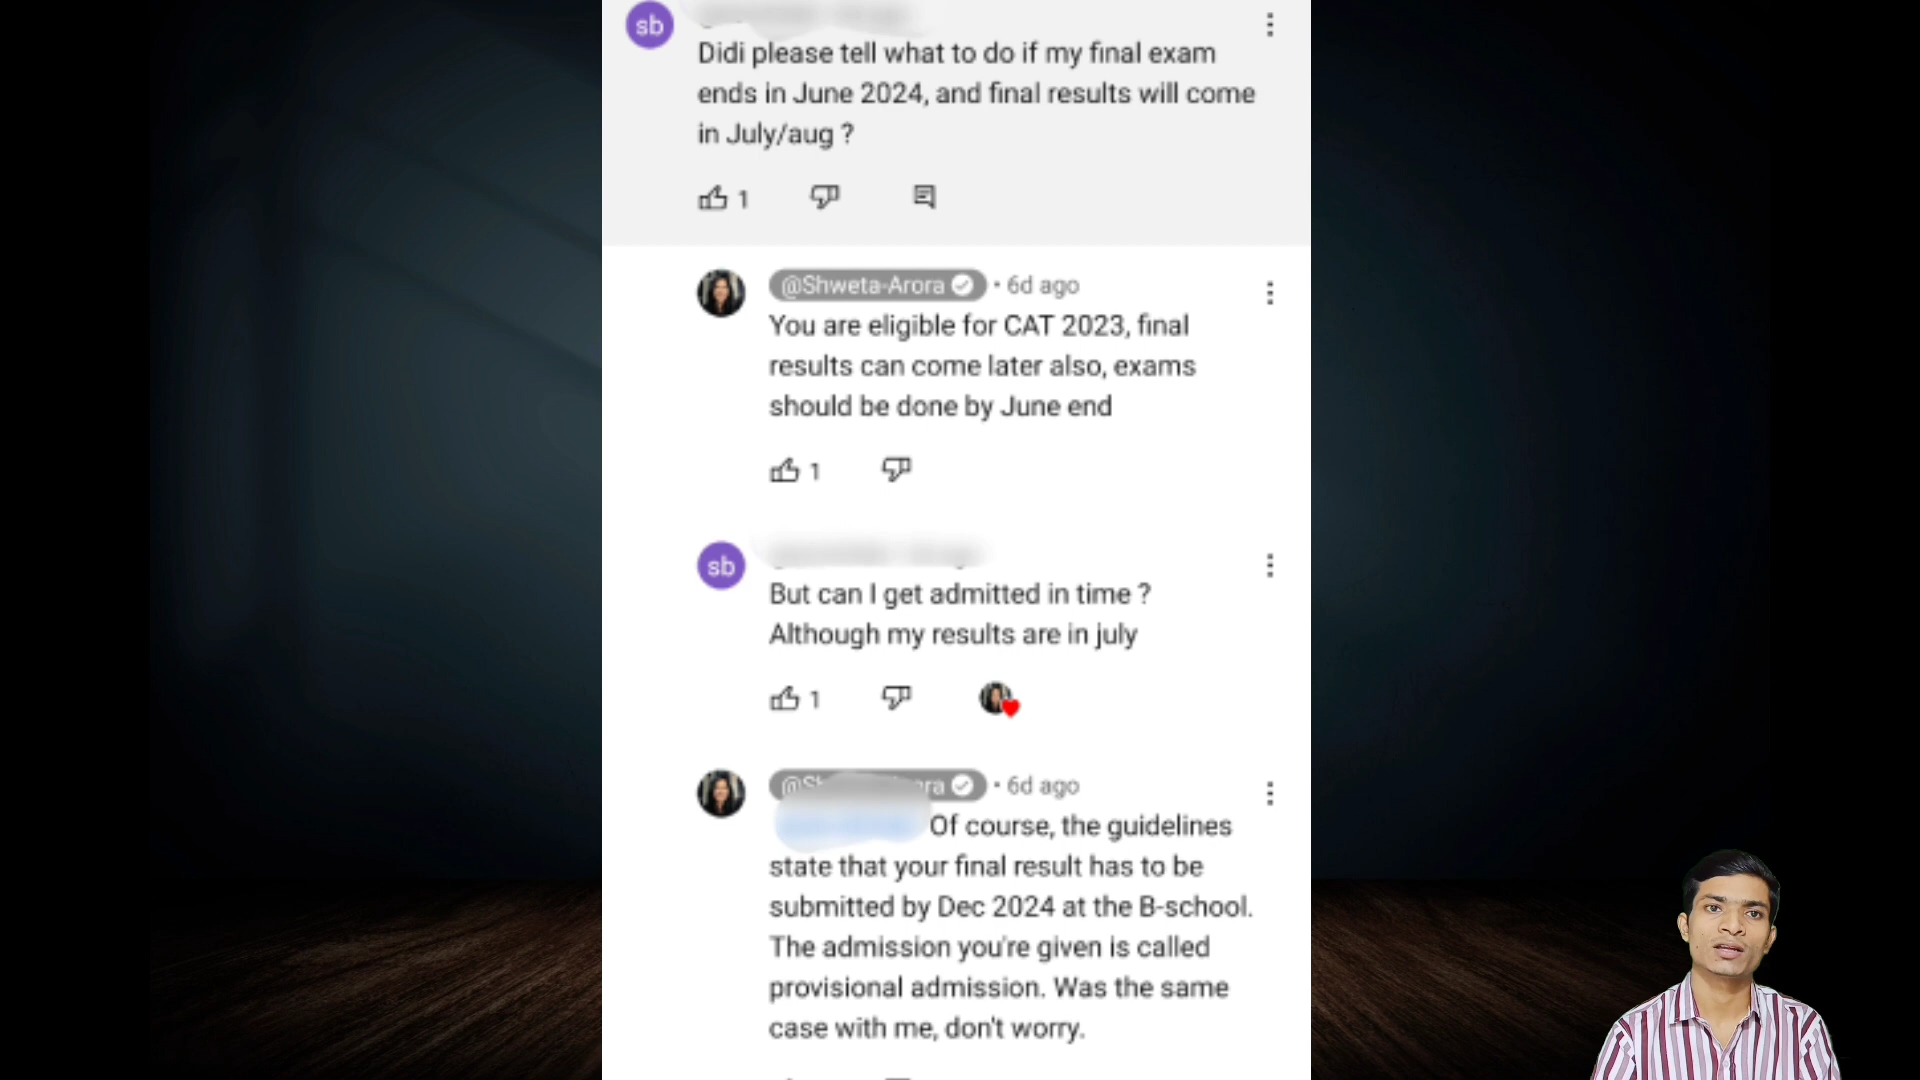 sb
Didi please tell what to do if my final exam
ends in June 2024, and final results will come
in July/aug ?
1
@Shweta-Arora • 6d ago
You are eligible for CAT 2023, final
results can come later also, exams
should be done by June end
1
sb
But can I get admitted in time ?
Although my results are in july
1
• 6d ago
Of course, the guidelines
state that your final result has to be
submitted by Dec 2024 at the B-school.
The admission you're given is called
provisional admission. Was the same
case with me, don't worry.